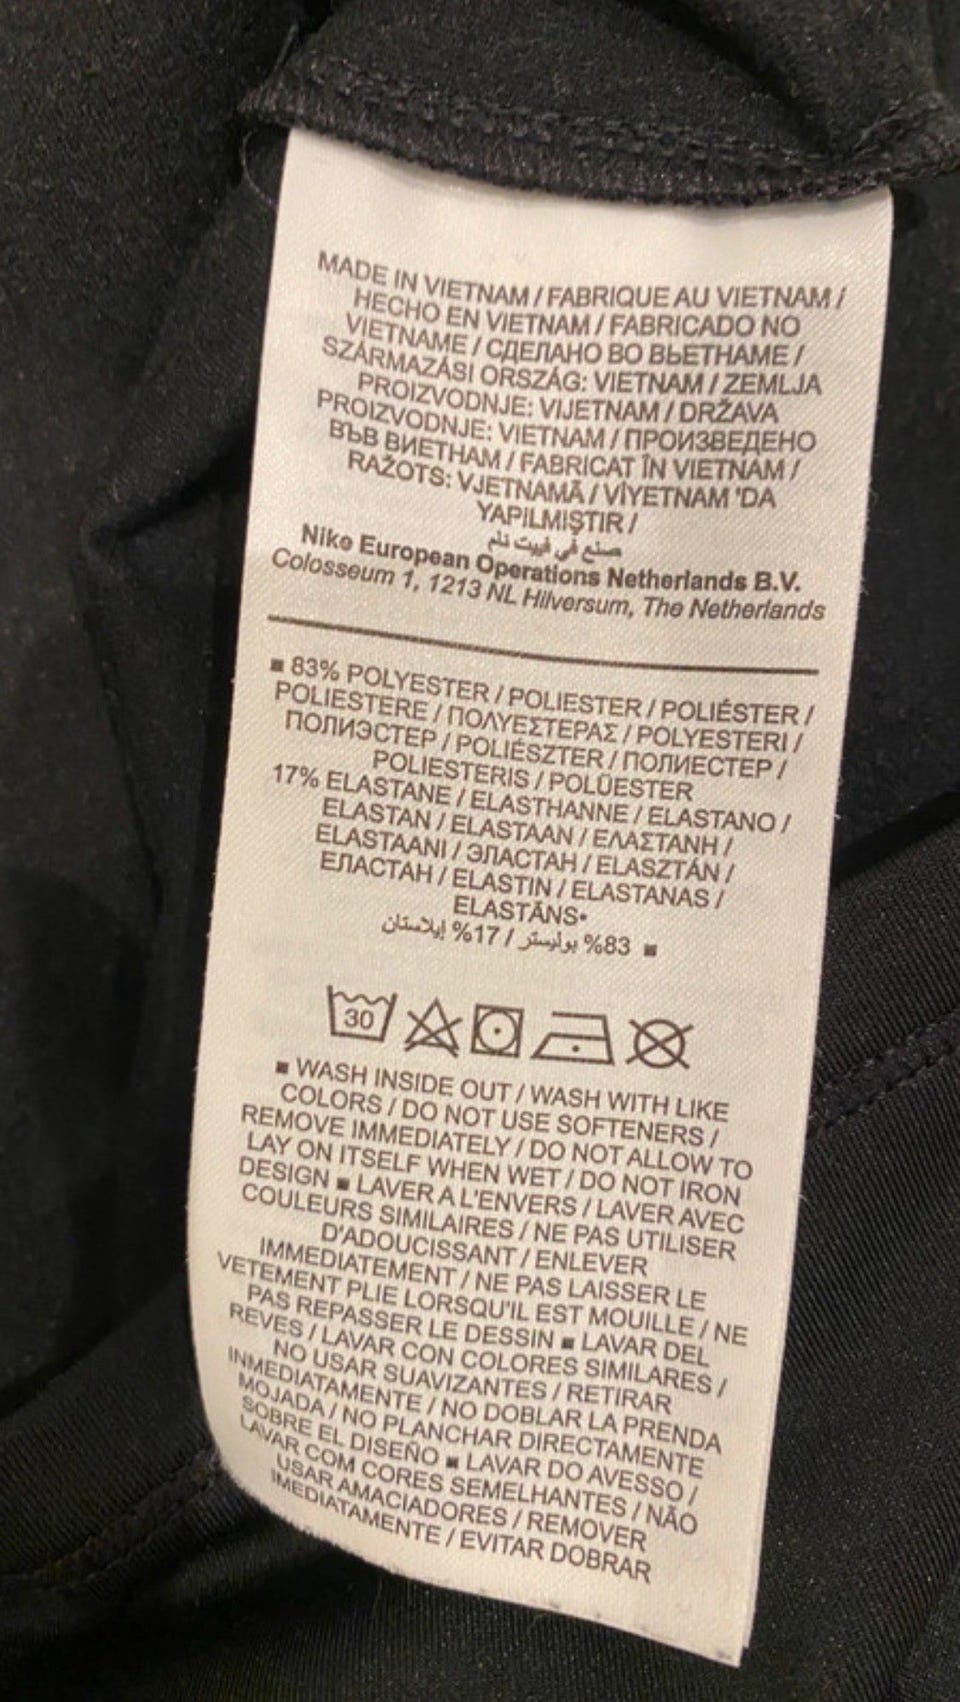 MADE IN VIETNAM / FABRIQUE AU VIETNAM /
HECHO EN VIETNAM / FABRICADO NO
VIETNAME / СДЕЛАНО ВО ВЬЕТНАМЕ /
SZÁRMAZÁSI ORSZÁG: VIETNAM / ZEMLJA
PROIZVODNJE: VIJETNAM / DRŽAVA
PROIZVODNJE: VIETNAM / ПРОИЗВЕДЕНО
ВЪВ ВИЕТНАМ / FABRICAT ÎN VIETNAM /
RAŽOTS: VJETNAMĀ / VİYETNAM 'DA
YAPILMIŞTIR /
صنع في فييت نام
Nike European Operations Netherlands B.V.
Colosseum 1, 1213 NL Hilversum, The Netherlands
■ 83% POLYESTER / POLIESTER / POLIÉSTER /
POLIESTERE / ΠΟΛΥΕΣΤΕΡΑΣ / POLYESTERI /
ПОЛИЭСТЕР / POLIÉSZTER / ПОЛИЕСТЕР /
POLIESTERIS / POLÜESTER
17% ELASTANE / ELASTHANNE / ELASTANO /
ELASTAN / ELASTAAN / ΕΛΑΣΤΑΝΗ /
ELASTAANI / ЭЛАСТАН / ELASZTÁN /
ЕЛАСТАН / ELASTIN / ELASTANAS /
ELASTĀNS•
■ 83% بوليستر / 17% إيلاستان
30
■ WASH INSIDE OUT / WASH WITH LIKE
COLORS / DO NOT USE SOFTENERS /
REMOVE IMMEDIATELY / DO NOT ALLOW TO
LAY ON ITSELF WHEN WET / DO NOT IRON
DESIGN ■ LAVER A L'ENVERS / LAVER AVEC
COULEURS SIMILAIRES / NE PAS UTILISER
D'ADOUCISSANT / ENLEVER
IMMEDIATEMENT / NE PAS LAISSER LE
VETEMENT PLIE LORSQU'IL EST MOUILLE / NE
PAS REPASSER LE DESSIN ■ LAVAR DEL
REVES / LAVAR CON COLORES SIMILARES /
NO USAR SUAVIZANTES / RETIRAR
INMEDIATAMENTE / NO DOBLAR LA PRENDA
MOJADA / NO PLANCHAR DIRECTAMENTE
SOBRE EL DISEÑO ■ LAVAR DO AVESSO /
LAVAR COM CORES SEMELHANTES / NÃO
USAR AMACIADORES / REMOVER
IMEDIATAMENTE / EVITAR DOBRAR